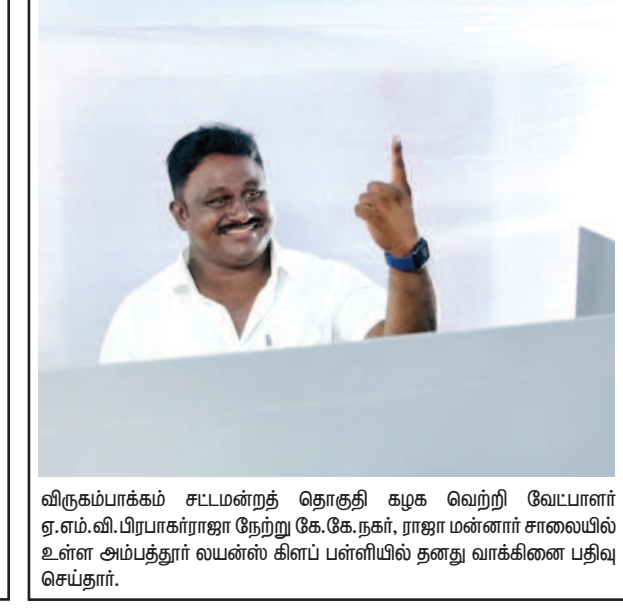 விருகம்பாக்கம் சட்டமன்றத் தொகுதி கழக வெற்றி வேட்பாளர்
ஏ.எம்.வி.பிரபாகர்ராஜா நேற்று கே.கே.நகர், ராஜா மன்னார் சாலையில்
உள்ள அம்பத்தூர் லயன்ஸ் கிளப் பள்ளியில் தனது வாக்கினை பதிவு
செய்தார்.